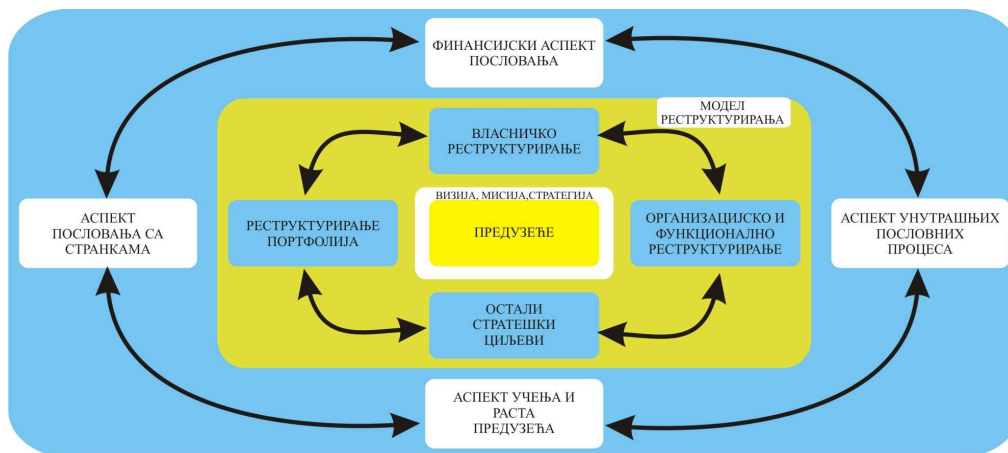 ФИНАНСИЈСКИ АСПЕКТ
ПОСЛОВАЊА
МОДЕЛ
РЕСТРУКТУРИРАЊА
ВЛАСНИЧКО
РЕСТРУКТУРИРАЊЕ
ВИЗИЈА, МИСИЈА,СТРАТЕГИЈА
АСПЕКТ
ПОСЛОВАЊА СА
СТРАНКАМА
РЕСТРУКТУРИРАЊЕ
ПОРТФОЛИЈА
ПРЕДУЗЕЋЕ
ОРГАНИЗАЦИЈСКО И
ФУНКЦИОНАЛНО
РЕСТРУКТУРИРАЊЕ
АСПЕКТ УНУТРАШЊИХ
ПОСЛОВНИХ
ПРОЦЕСА
ОСТАЛИ
СТРАТЕШКИ
ЦИЉЕВИ
АСПЕКТ УЧЕЊА И
РАСТА
ПРЕДУЗЕЋА